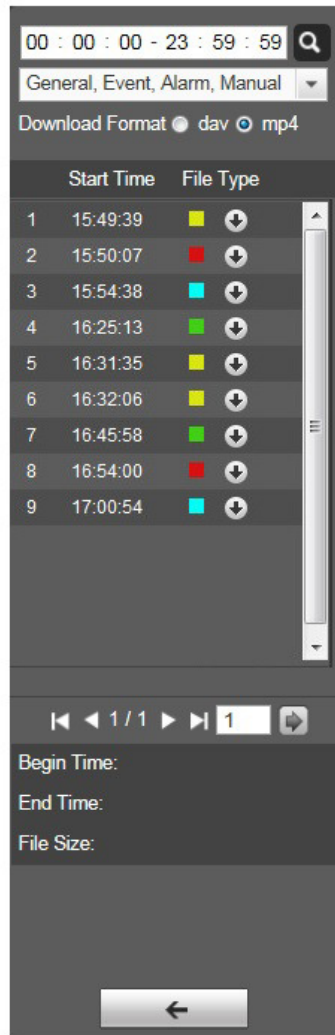 00 : 00 : 00 - 23 : 59 : 59
General, Event, Alarm, Manual
Download Format dav mp4
Start Time File Type
1 15:49:39
2 15:50:07
3 15:54:38
4 16:25:13
5 16:31:35
6 16:32:06
7 16:45:58
8 16:54:00
9 17:00:54
1 / 1 1
Begin Time:
End Time:
File Size: